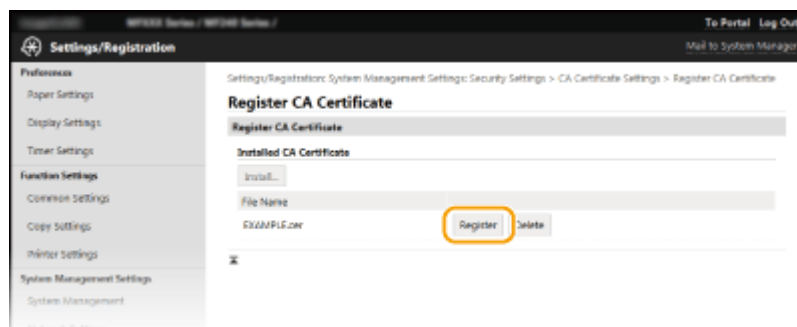 To Portal Log Out
Settings/Registration
Mail to System Manager
Preferences
Paper Settings
Display Settings
Timer Settings
Function Settings
Common Settings
Copy Settings
Printer Settings
System Management Settings
System Management
Settings/Registration: System Management Settings: Security Settings > CA Certificate Settings > Register CA Certificate
Register CA Certificate
Register CA Certificate
Installed CA Certificate
Install...
File Name
EXAMPLE.cer Register Delete